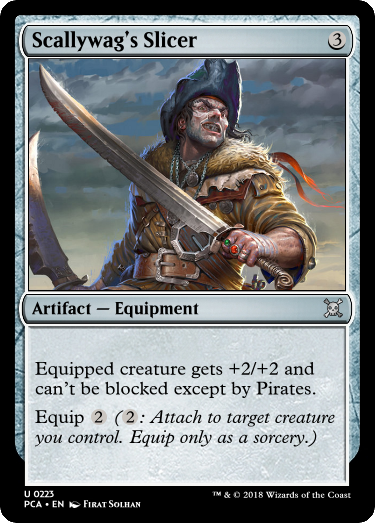 Scallywag's Slicer 3
Artifact — Equipment
Equipped creature gets +2/+2 and
can't be blocked except by Pirates.
Equip 2 (2: Attach to target creature
you control. Equip only as a sorcery.)
U 0223
PCA • EN Firat Solhan
™ & © 2018 Wizards of the Coast